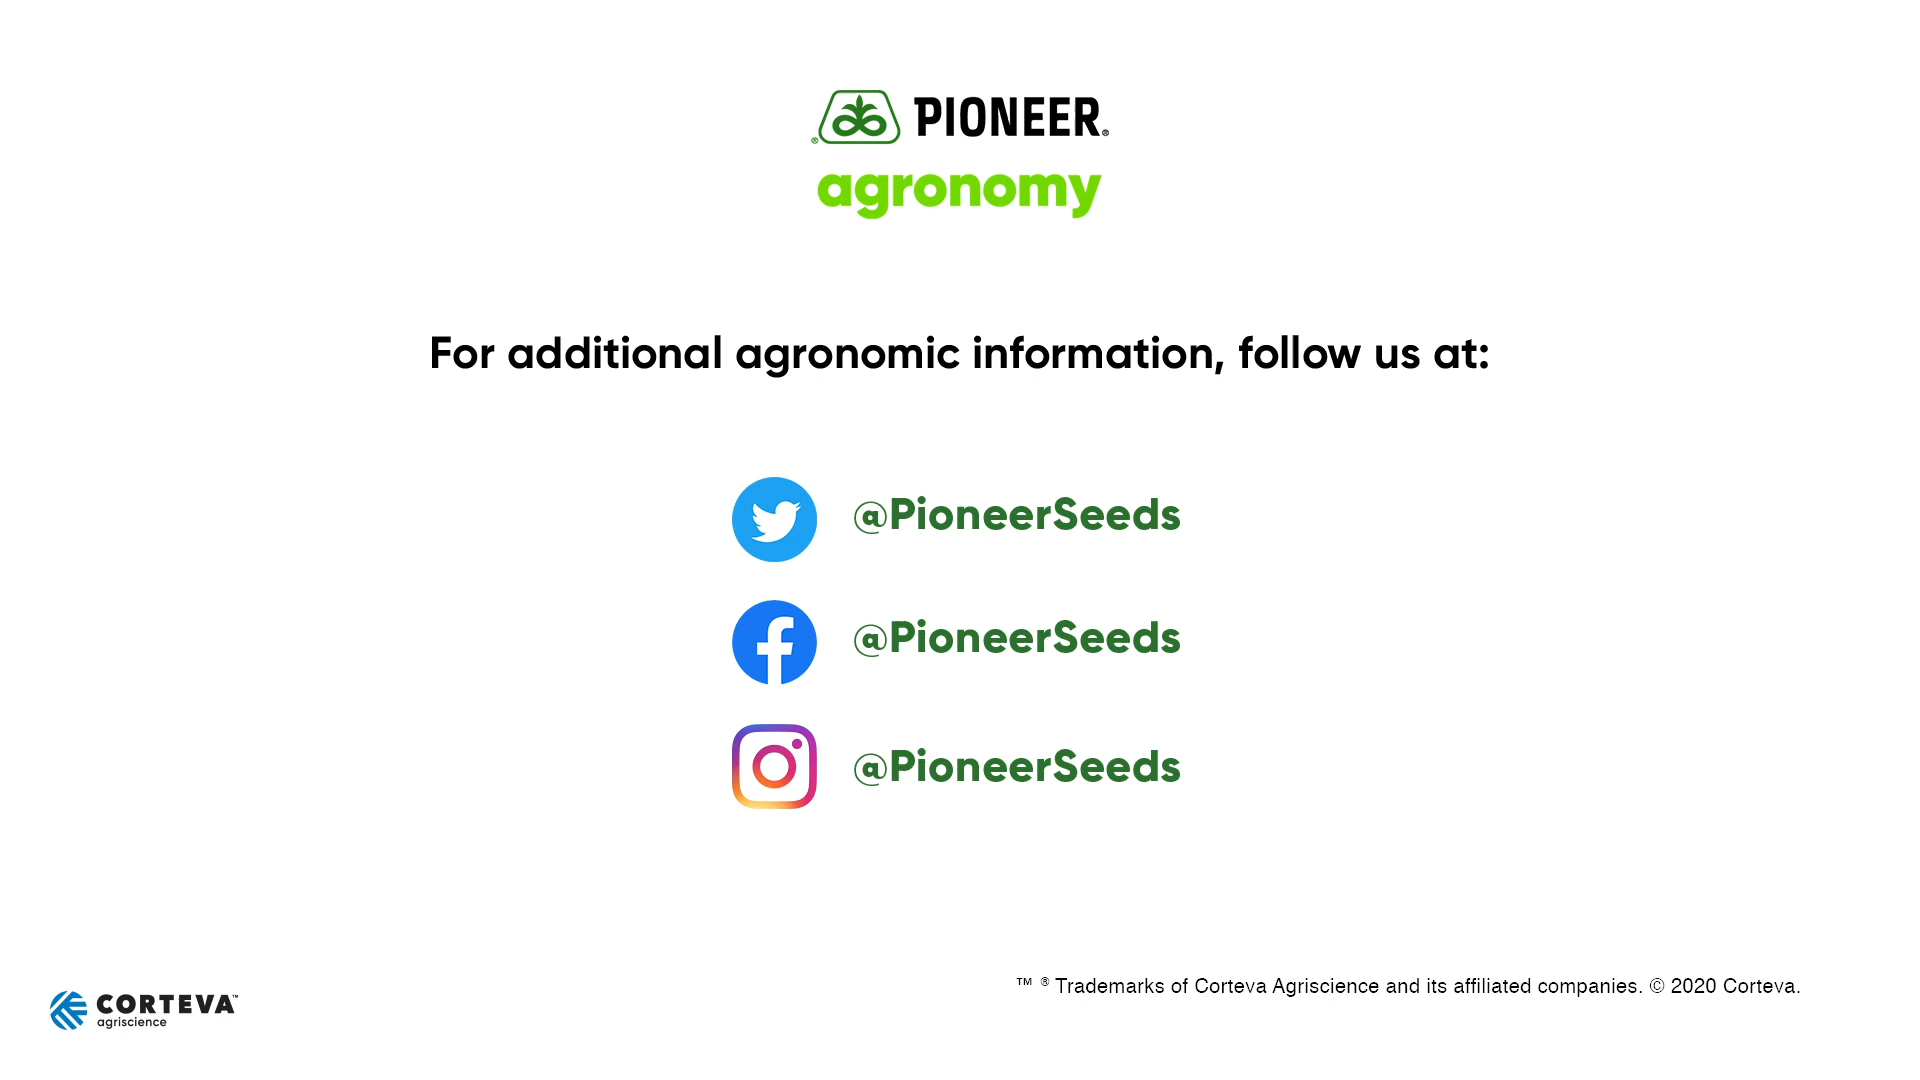 PIONEER®
agronomy
For additional agronomic information, follow us at:
@PioneerSeeds
@PioneerSeeds
@PioneerSeeds
™ ® Trademarks of Corteva Agriscience and its affiliated companies. © 2020 Corteva.
CORTEVA™
agriscience